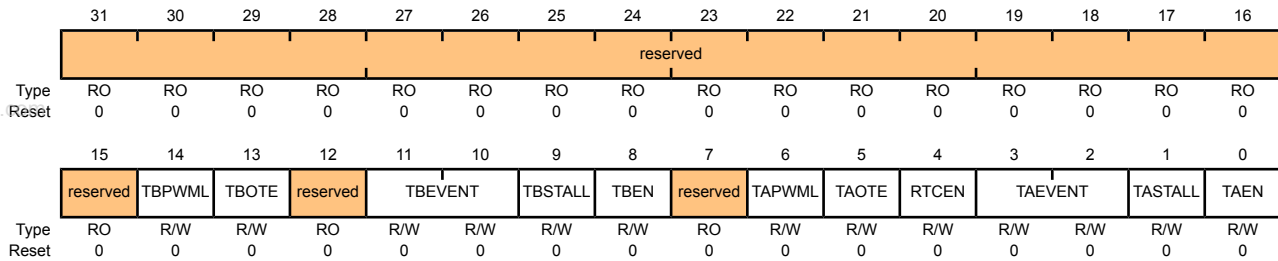 31 30 29 28 27 26 25 24 23 22 21 20 19 18 17 16
reserved
Type RO RO RO RO RO RO RO RO RO RO RO RO RO RO RO RO
Reset 0 0 0 0 0 0 0 0 0 0 0 0 0 0 0 0
15 14 13 12 11 10 9 8 7 6 5 4 3 2 1 0
reserved TBPWML TBOTE reserved TBEVENT TBSTALL TBEN reserved TAPWML TAOTE RTCEN TAEVENT TASTALL TAEN
Type RO R/W R/W RO R/W R/W R/W R/W RO R/W R/W R/W R/W R/W R/W R/W
Reset 0 0 0 0 0 0 0 0 0 0 0 0 0 0 0 0